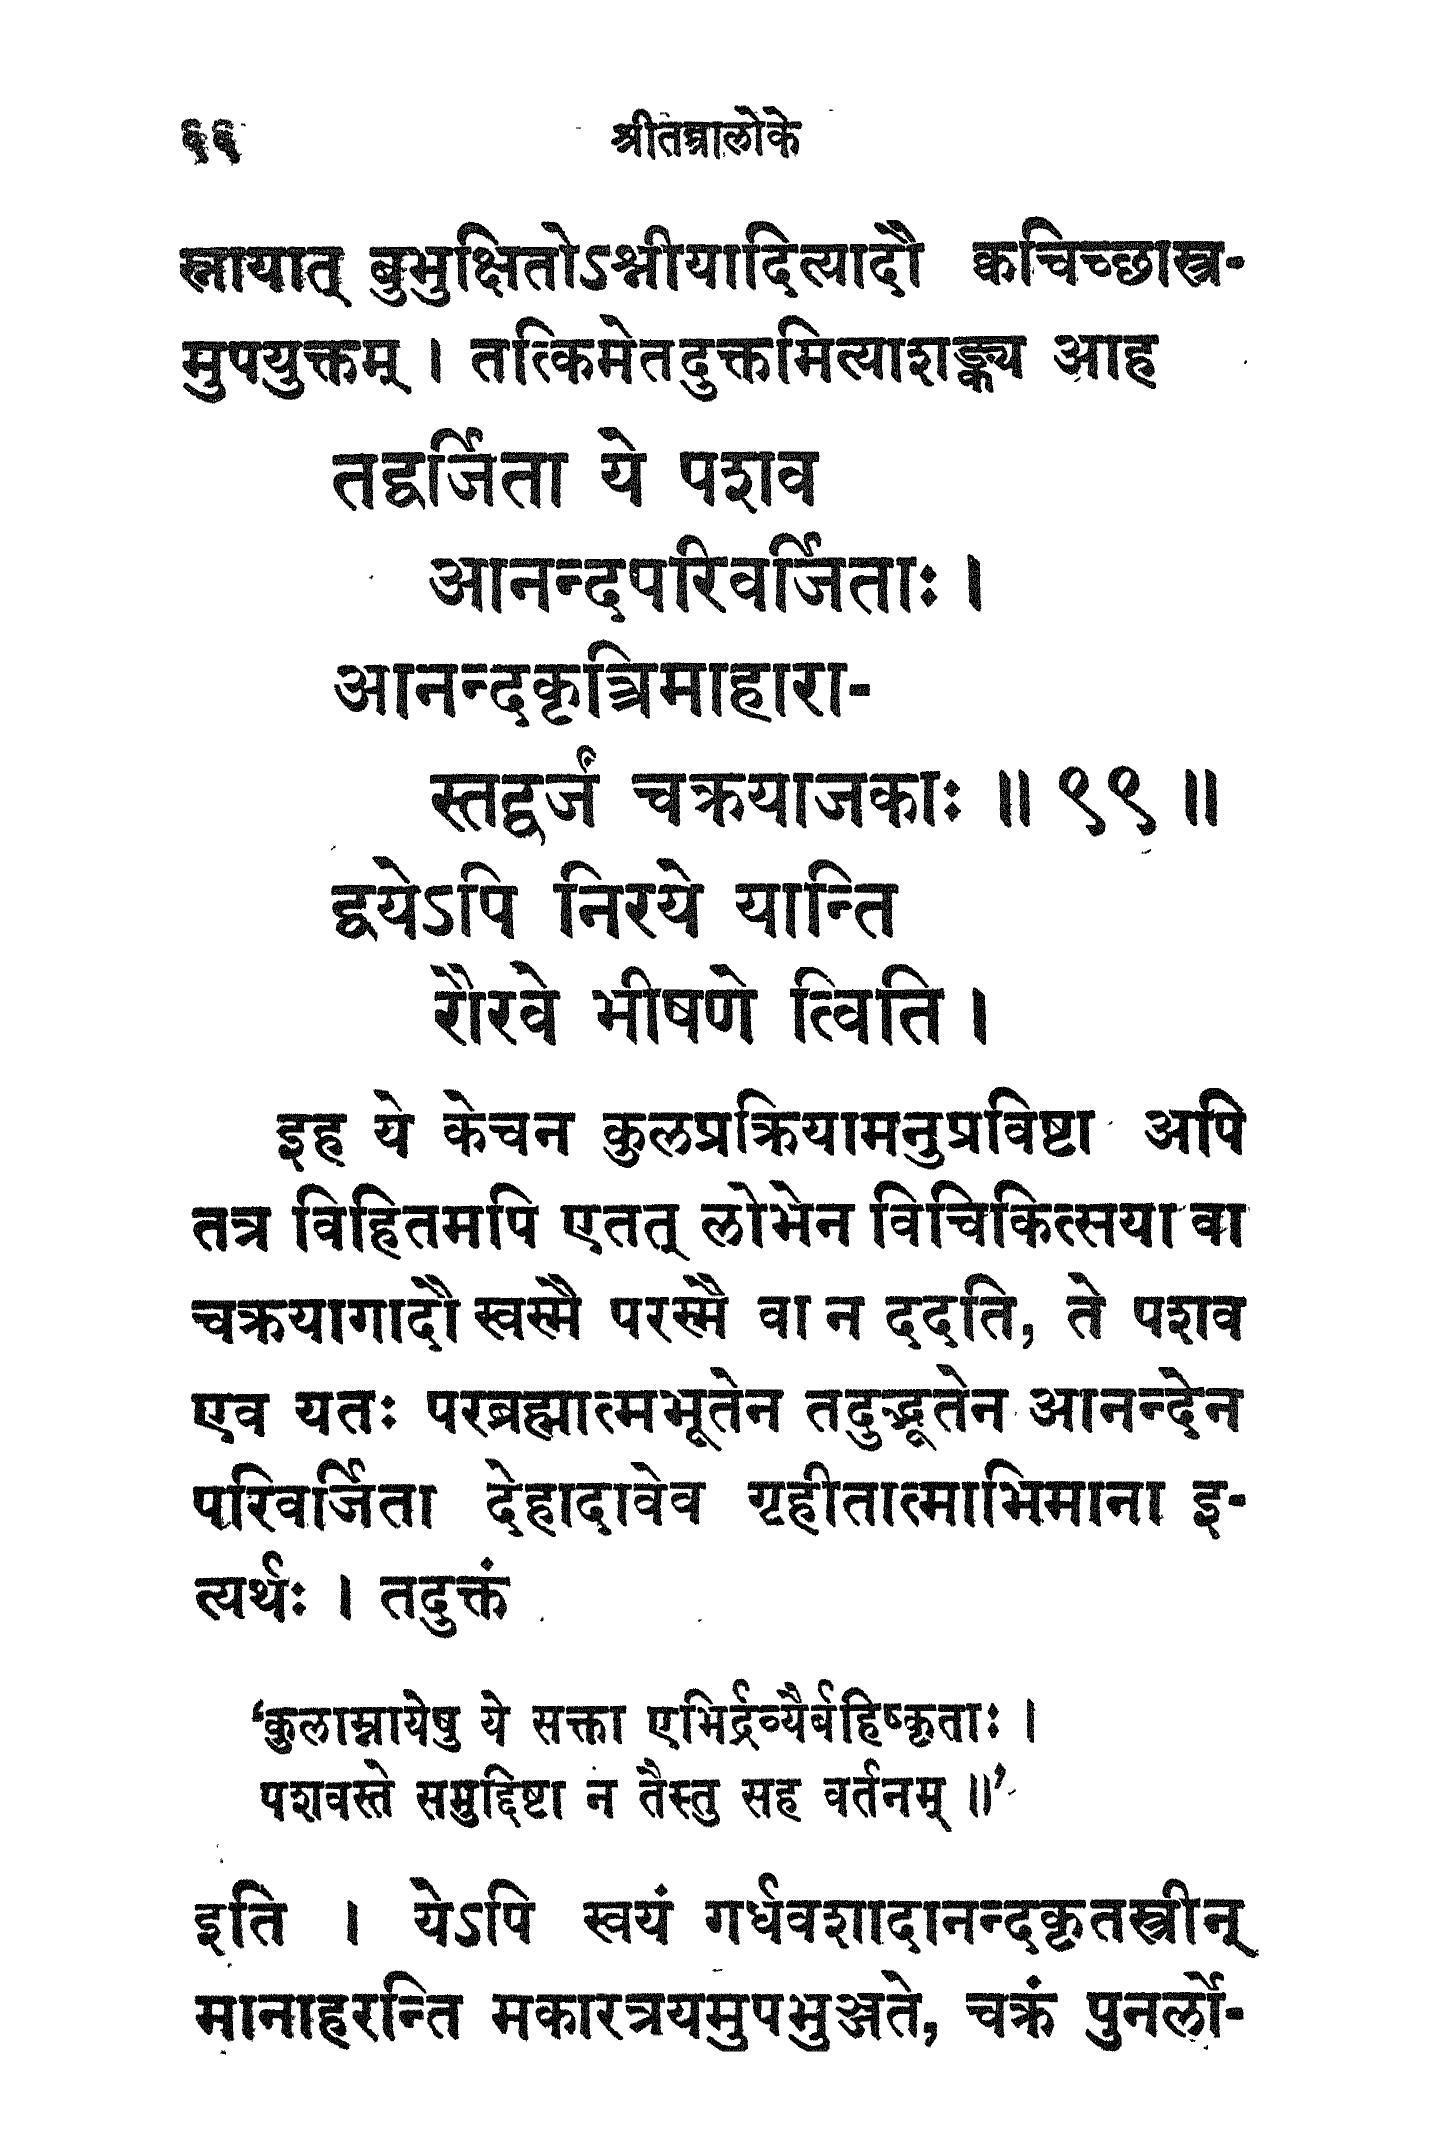 ६६ श्रीतन्त्रालोके
स्नायात् बुभुक्षितोऽश्नीयादित्यादौ क्वचिच्छास्त्र-
मुपयुक्तम् । तत्किमेतदुक्तमित्याशङ्क्य आह
तद्वर्जिता ये पशव
आनन्दपरिवर्जिताः ।
आनन्दकृत्त्रिमाहारा-
स्तद्वर्जं चक्रयाजकाः ॥ ९९ ॥
द्वयेऽपि निरये यान्ति
रौरवे भीषणे त्विति ।
इह ये केचन कुलप्रक्रियामनुप्रविष्टा अपि
तत्र विहितमपि एतत् लोभेन विचिकित्सया वा
चक्रयागादौ स्वस्मै परस्मै वा न ददति, ते पशव
एव यतः परब्रह्मात्मभूतेन तदुद्भूतेन आनन्देन
परिवर्जिता देहादावेव गृहीतात्माभिमाना इ-
त्यर्थः । तदुक्तं
‘कुलाम्नायेषु ये सक्ता एभिर्द्रव्यैर्बहिष्कृताः ।
पशवस्ते समुद्दिष्टा न तैस्तु सह वर्तनम् ॥’
इति । येऽपि स्वयं गर्धवशादानन्दकृतस्त्रीन्
मानाहरन्ति मकारत्रयमुपभुञ्जते, चक्रं पुनर्लो-